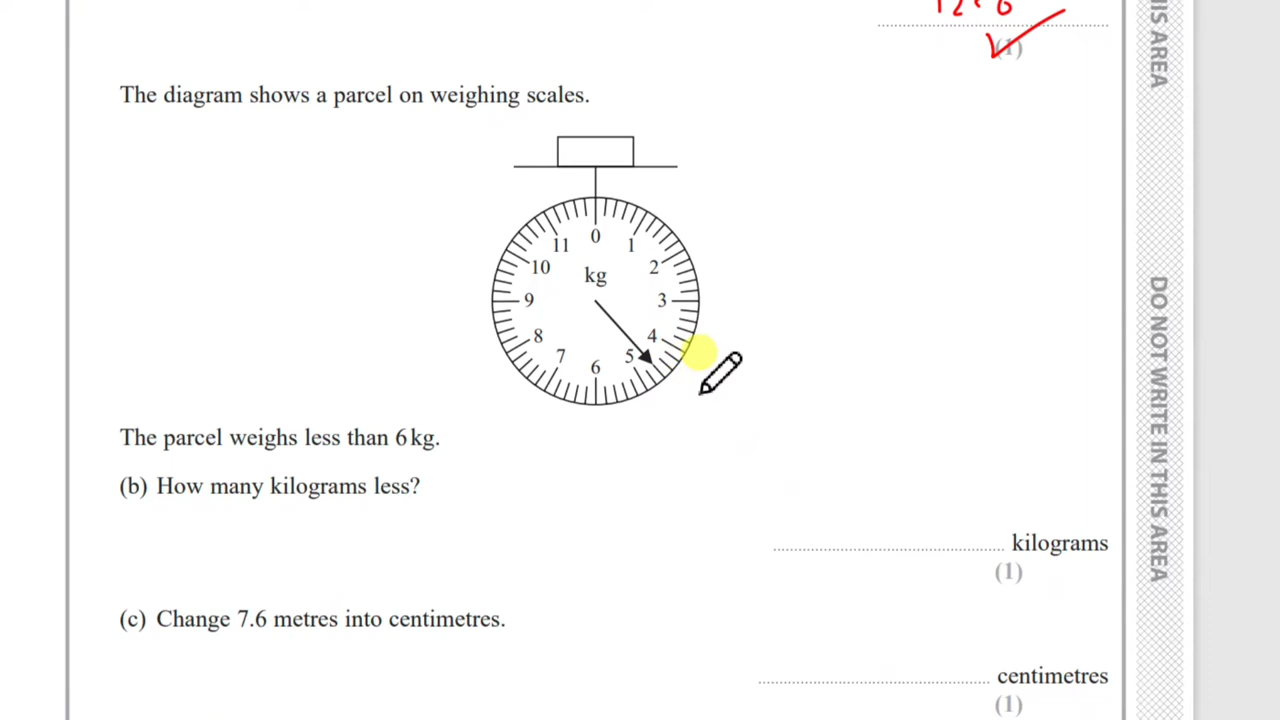 12.6
(1)
The diagram shows a parcel on weighing scales.
0
11 1
10 kg 2
9 3
8 4
7 5
6
The parcel weighs less than 6 kg.
(b) How many kilograms less?
kilograms
(1)
(c) Change 7.6 metres into centimetres.
centimetres
(1)
IS AREA
DO NOT WRITE IN THIS AREA